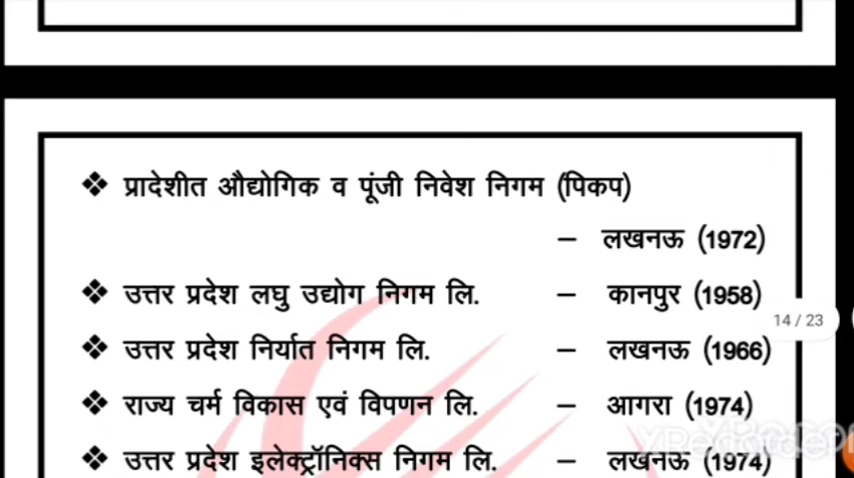 ❖ प्रादेशीत औद्योगिक व पूंजी निवेश निगम (पिकप)
– लखनऊ (1972)
❖ उत्तर प्रदेश लघु उद्योग निगम लि. – कानपुर (1958)
14 / 23
❖ उत्तर प्रदेश निर्यात निगम लि. – लखनऊ (1966)
❖ राज्य चर्म विकास एवं विपणन लि. – आगरा (1974)
❖ उत्तर प्रदेश इलेक्ट्रॉनिक्स निगम लि. – लखनऊ (1974)